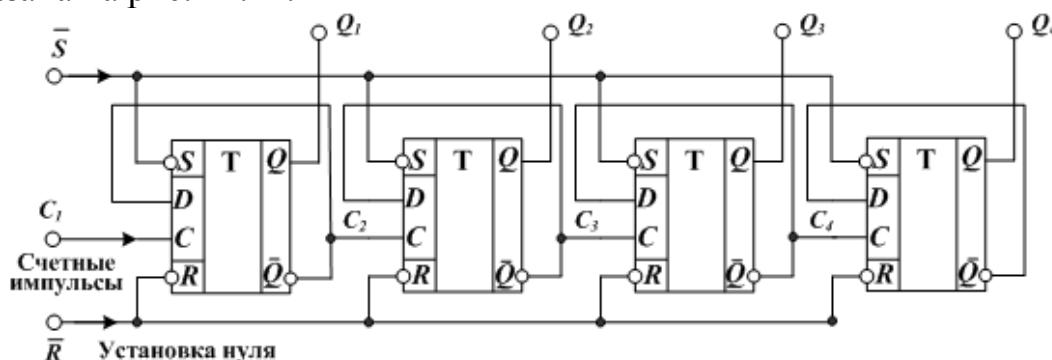 Q₁ Q₂ Q₃
S̅
S T Q S T Q S T Q S T Q
D D D D
C₁ C C₂ C C₃ C C₄ C
Счетные
импульсы
R Q̅ R Q̅ R Q̅ R Q̅
R̅ Установка нуля